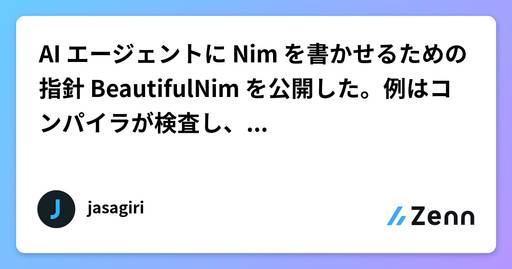 AI エージェントに Nim を書かせるための
指針 BeautifulNim を公開した。例はコ
ンパイラが検査し、...
J
jasagiri
Zenn